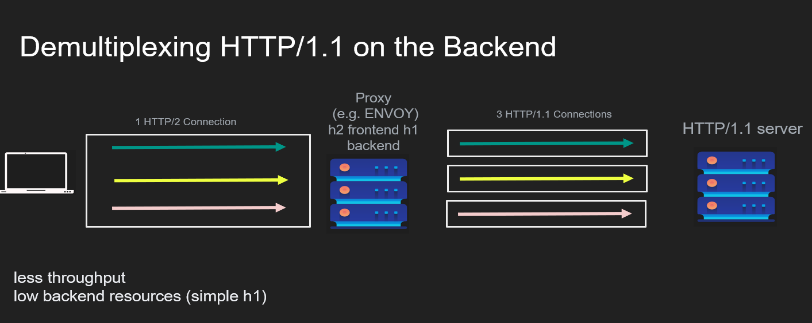 Demultiplexing HTTP/1.1 on the Backend
1 HTTP/2 Connection
Proxy
(e.g. ENVOY)
h2 frontend h1
backend
3 HTTP/1.1 Connections
HTTP/1.1 server
less throughput
low backend resources (simple h1)